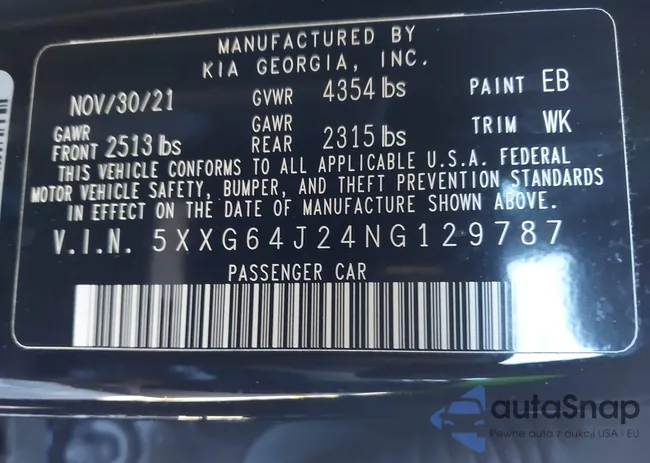 MANUFACTURED BY
KIA GEORGIA, INC.
NOV/30/21 GVWR 4354 lbs PAINT EB
GAWR FRONT 2513 lbs GAWR REAR 2315 lbs TRIM WK
THIS VEHICLE CONFORMS TO ALL APPLICABLE U.S.A. FEDERAL
MOTOR VEHICLE SAFETY, BUMPER, AND THEFT PREVENTION STANDARDS
IN EFFECT ON THE DATE OF MANUFACTURE SHOWN ABOVE.
V.I.N. 5XXG64J24NG129787
PASSENGER CAR
autaSnap
Pewne auta z aukcji USA i EU